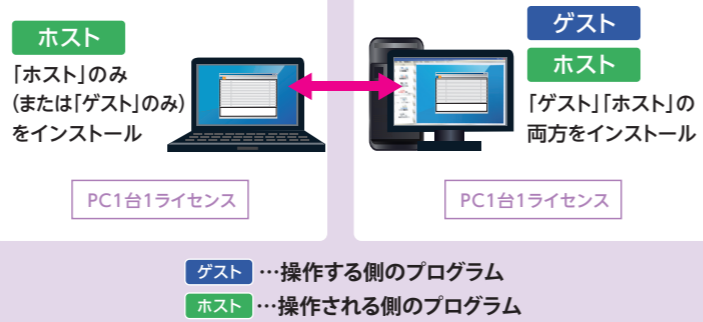 ホスト
「ホスト」のみ
(または「ゲスト」のみ)
をインストール
PC1台1ライセンス
ゲスト
ホスト
「ゲスト」「ホスト」の
両方をインストール
PC1台1ライセンス
ゲスト …操作する側のプログラム
ホスト …操作される側のプログラム